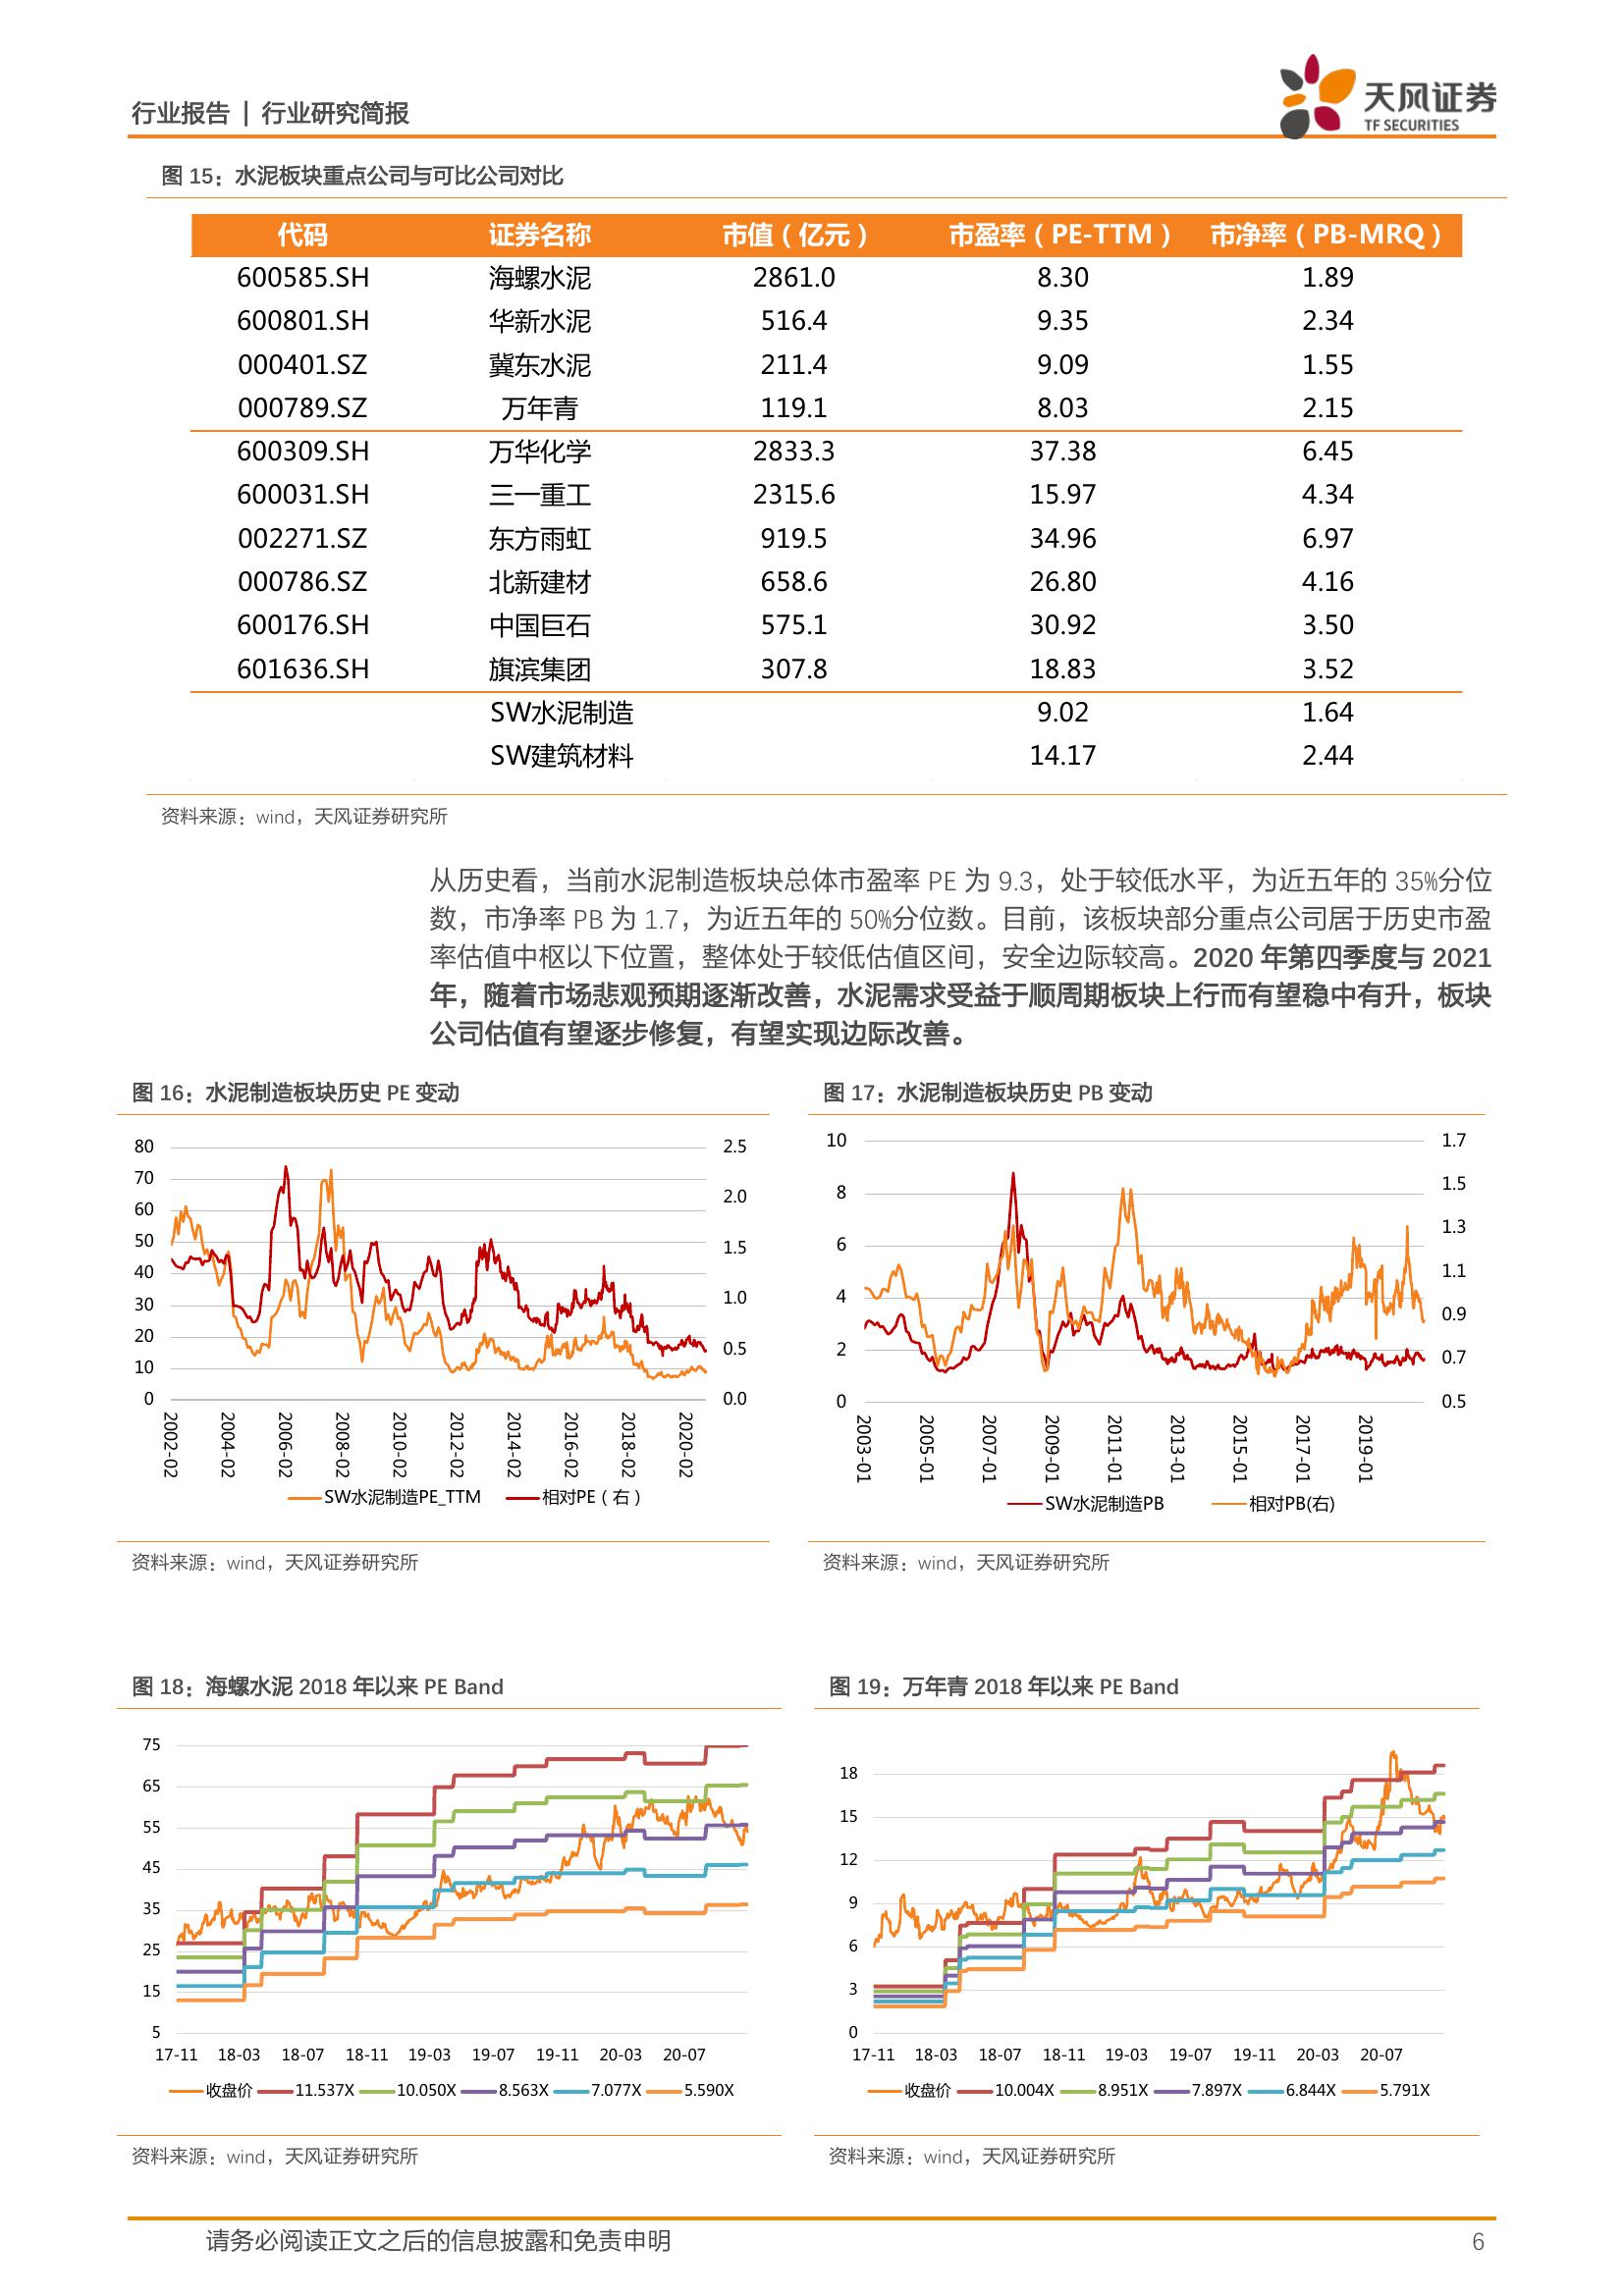 行业报告 | 行业研究简报
天风证券
TF SECURITIES
图 15：水泥板块重点公司与可比公司对比
代码 证券名称 市值（亿元） 市盈率（PE-TTM） 市净率（PB-MRQ）
600585.SH 海螺水泥 2861.0 8.30 1.89
600801.SH 华新水泥 516.4 9.35 2.34
000401.SZ 冀东水泥 211.4 9.09 1.55
000789.SZ 万年青 119.1 8.03 2.15
600309.SH 万华化学 2833.3 37.38 6.45
600031.SH 三一重工 2315.6 15.97 4.34
002271.SZ 东方雨虹 919.5 34.96 6.97
000786.SZ 北新建材 658.6 26.80 4.16
600176.SH 中国巨石 575.1 30.92 3.50
601636.SH 旗滨集团 307.8 18.83 3.52
SW水泥制造 9.02 1.64
SW建筑材料 14.17 2.44
资料来源：wind，天风证券研究所
从历史看，当前水泥制造板块总体市盈率 PE 为 9.3，处于较低水平，为近五年的 35%分位
数，市净率 PB 为 1.7，为近五年的 50%分位数。目前，该板块部分重点公司居于历史市盈
率估值中枢以下位置，整体处于较低估值区间，安全边际较高。2020 年第四季度与 2021
年，随着市场悲观预期逐渐改善，水泥需求受益于顺周期板块上行而有望稳中有升，板块
公司估值有望逐步修复，有望实现边际改善。
图 16：水泥制造板块历史 PE 变动
80 2.5
70
60 2.0
50 1.5
40
30 1.0
20 0.5
10
0 0.0
2002-02 2004-02 2006-02 2008-02 2010-02 2012-02 2014-02 2016-02 2018-02 2020-02
SW水泥制造PE_TTM 相对PE（右）
资料来源：wind，天风证券研究所
图 17：水泥制造板块历史 PB 变动
10 1.7
8 1.5
6 1.3
1.1
4 0.9
2 0.7
0 0.5
2003-01 2005-01 2007-01 2009-01 2011-01 2013-01 2015-01 2017-01 2019-01
SW水泥制造PB 相对PB(右)
资料来源：wind，天风证券研究所
图 18：海螺水泥 2018 年以来 PE Band
75
65
55
45
35
25
15
5
17-11 18-03 18-07 18-11 19-03 19-07 19-11 20-03 20-07
收盘价 11.537X 10.050X 8.563X 7.077X 5.590X
资料来源：wind，天风证券研究所
图 19：万年青 2018 年以来 PE Band
18
15
12
9
6
3
0
17-11 18-03 18-07 18-11 19-03 19-07 19-11 20-03 20-07
收盘价 10.004X 8.951X 7.897X 6.844X 5.791X
资料来源：wind，天风证券研究所
请务必阅读正文之后的信息披露和免责申明 6